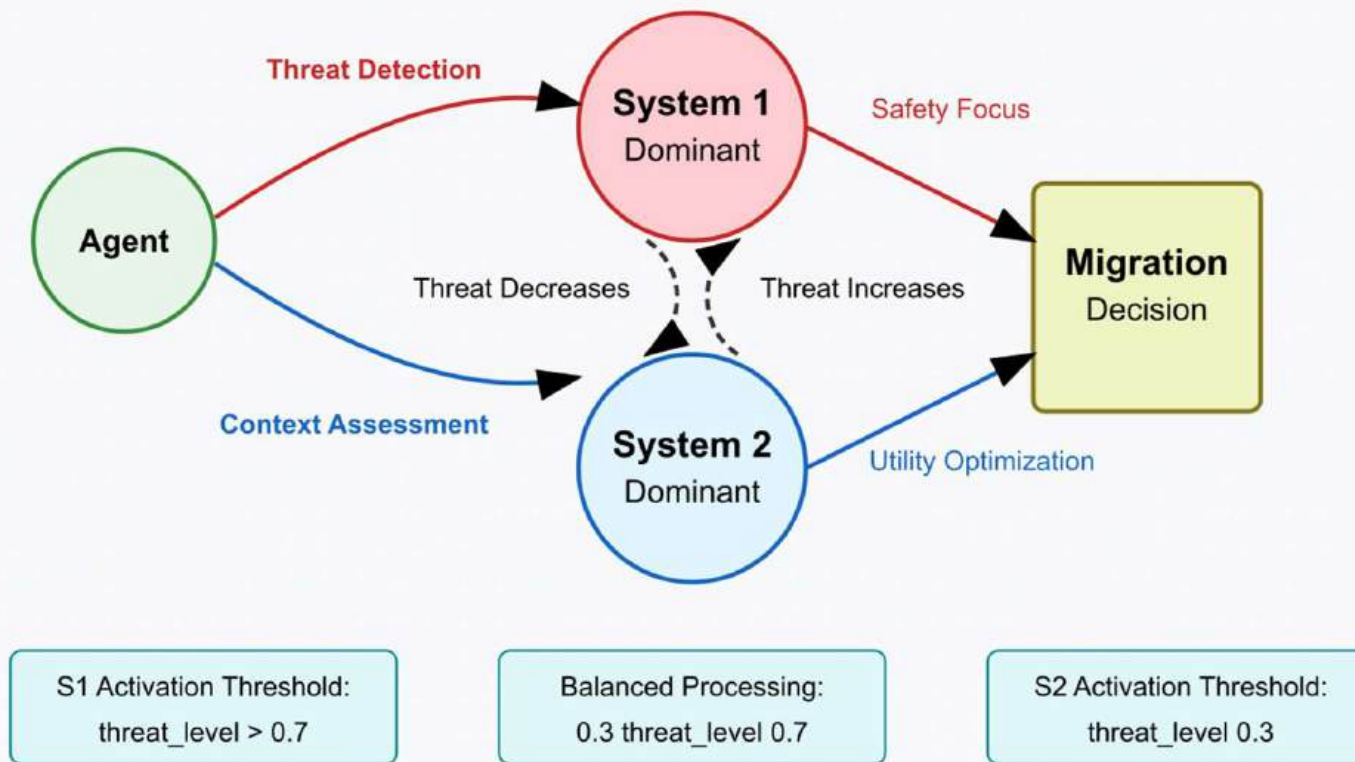 Threat Detection
System 1
Dominant
Safety Focus
Agent
Threat Decreases
Threat Increases
Migration
Decision
Context Assessment
System 2
Dominant
Utility Optimization
S1 Activation Threshold:
threat_level > 0.7
Balanced Processing:
0.3 threat_level 0.7
S2 Activation Threshold:
threat_level 0.3